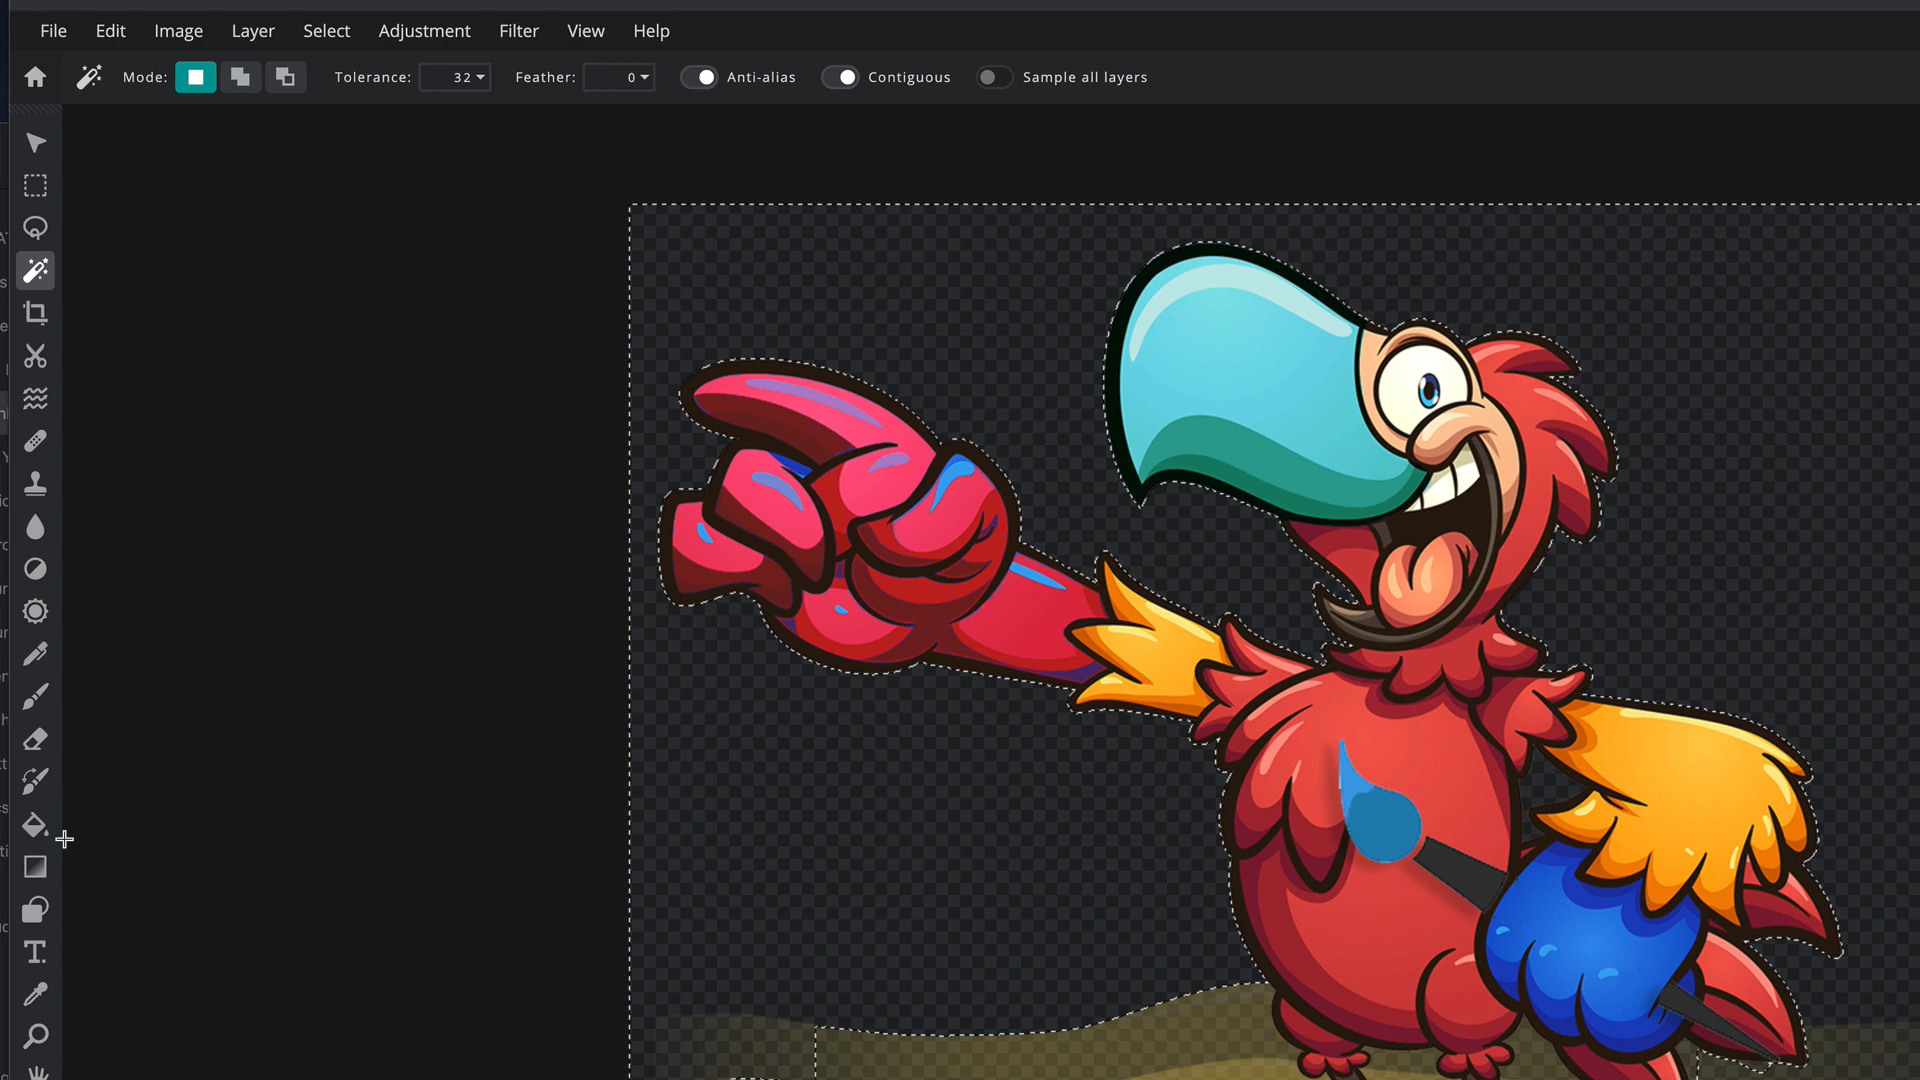 File Edit Image Layer Select Adjustment Filter View Help
Mode: Tolerance: 32 Feather: 0 Anti-alias Contiguous Sample all layers